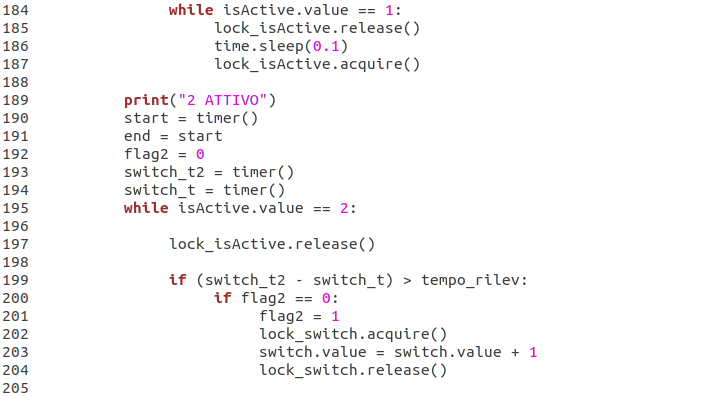 184                while isActive.value == 1:
185                     lock_isActive.release()
186                     time.sleep(0.1)
187                     lock_isActive.acquire()
188
189           print("2 ATTIVO")
190           start = timer()
191           end = start
192           flag2 = 0
193           switch_t2 = timer()
194           switch_t = timer()
195           while isActive.value == 2:
196
197                lock_isActive.release()
198
199                if (switch_t2 - switch_t) > tempo_rilev:
200                     if flag2 == 0:
201                          flag2 = 1
202                          lock_switch.acquire()
203                          switch.value = switch.value + 1
204                          lock_switch.release()
205